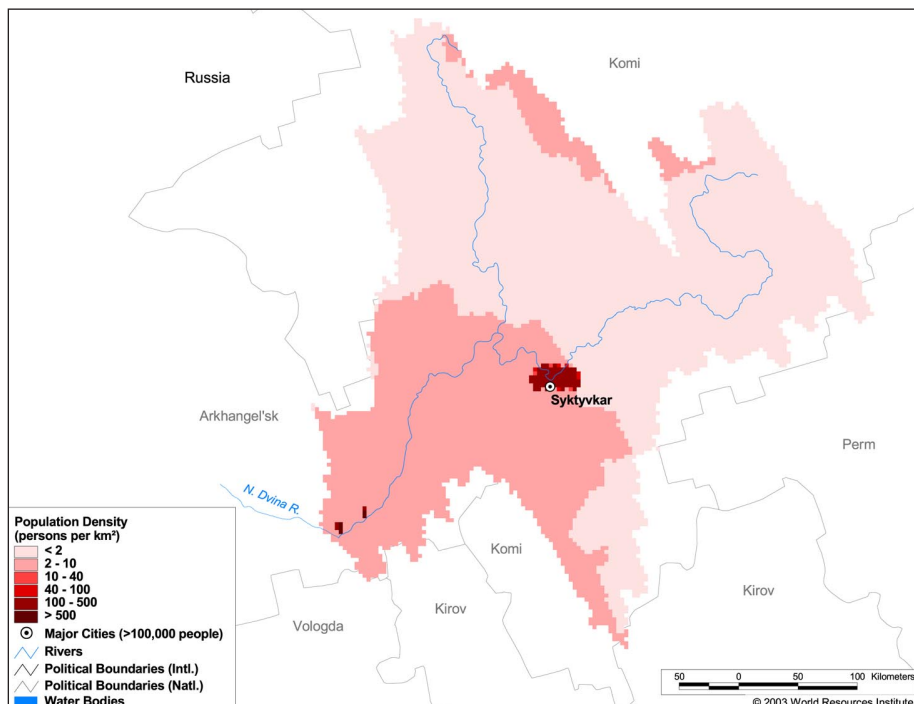 Komi
Russia
Arkhangel'sk
Syktyvkar
Perm
N. Dvina R.
Komi
Kirov
Kirov
Vologda
Population Density
(persons per km²)
< 2
2 - 10
10 - 40
40 - 100
100 - 500
> 500
Major Cities (>100,000 people)
Rivers
Political Boundaries (Intl.)
Political Boundaries (Natl.)
Water Bodies
50 0 50 100 Kilometers
© 2003 World Resources Institute